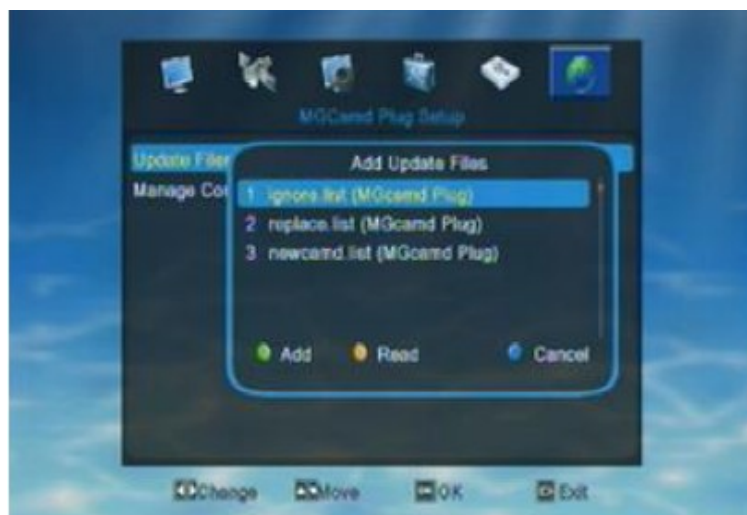 MGCamd Plug Setup
Update Files
Add Update Files
Manage Co
1 ignore.list (MGcamd Plug)
2 replace.list (MGcamd Plug)
3 newcamd.list (MGcamd Plug)
Add Read Cancel
Change Move OK Exit